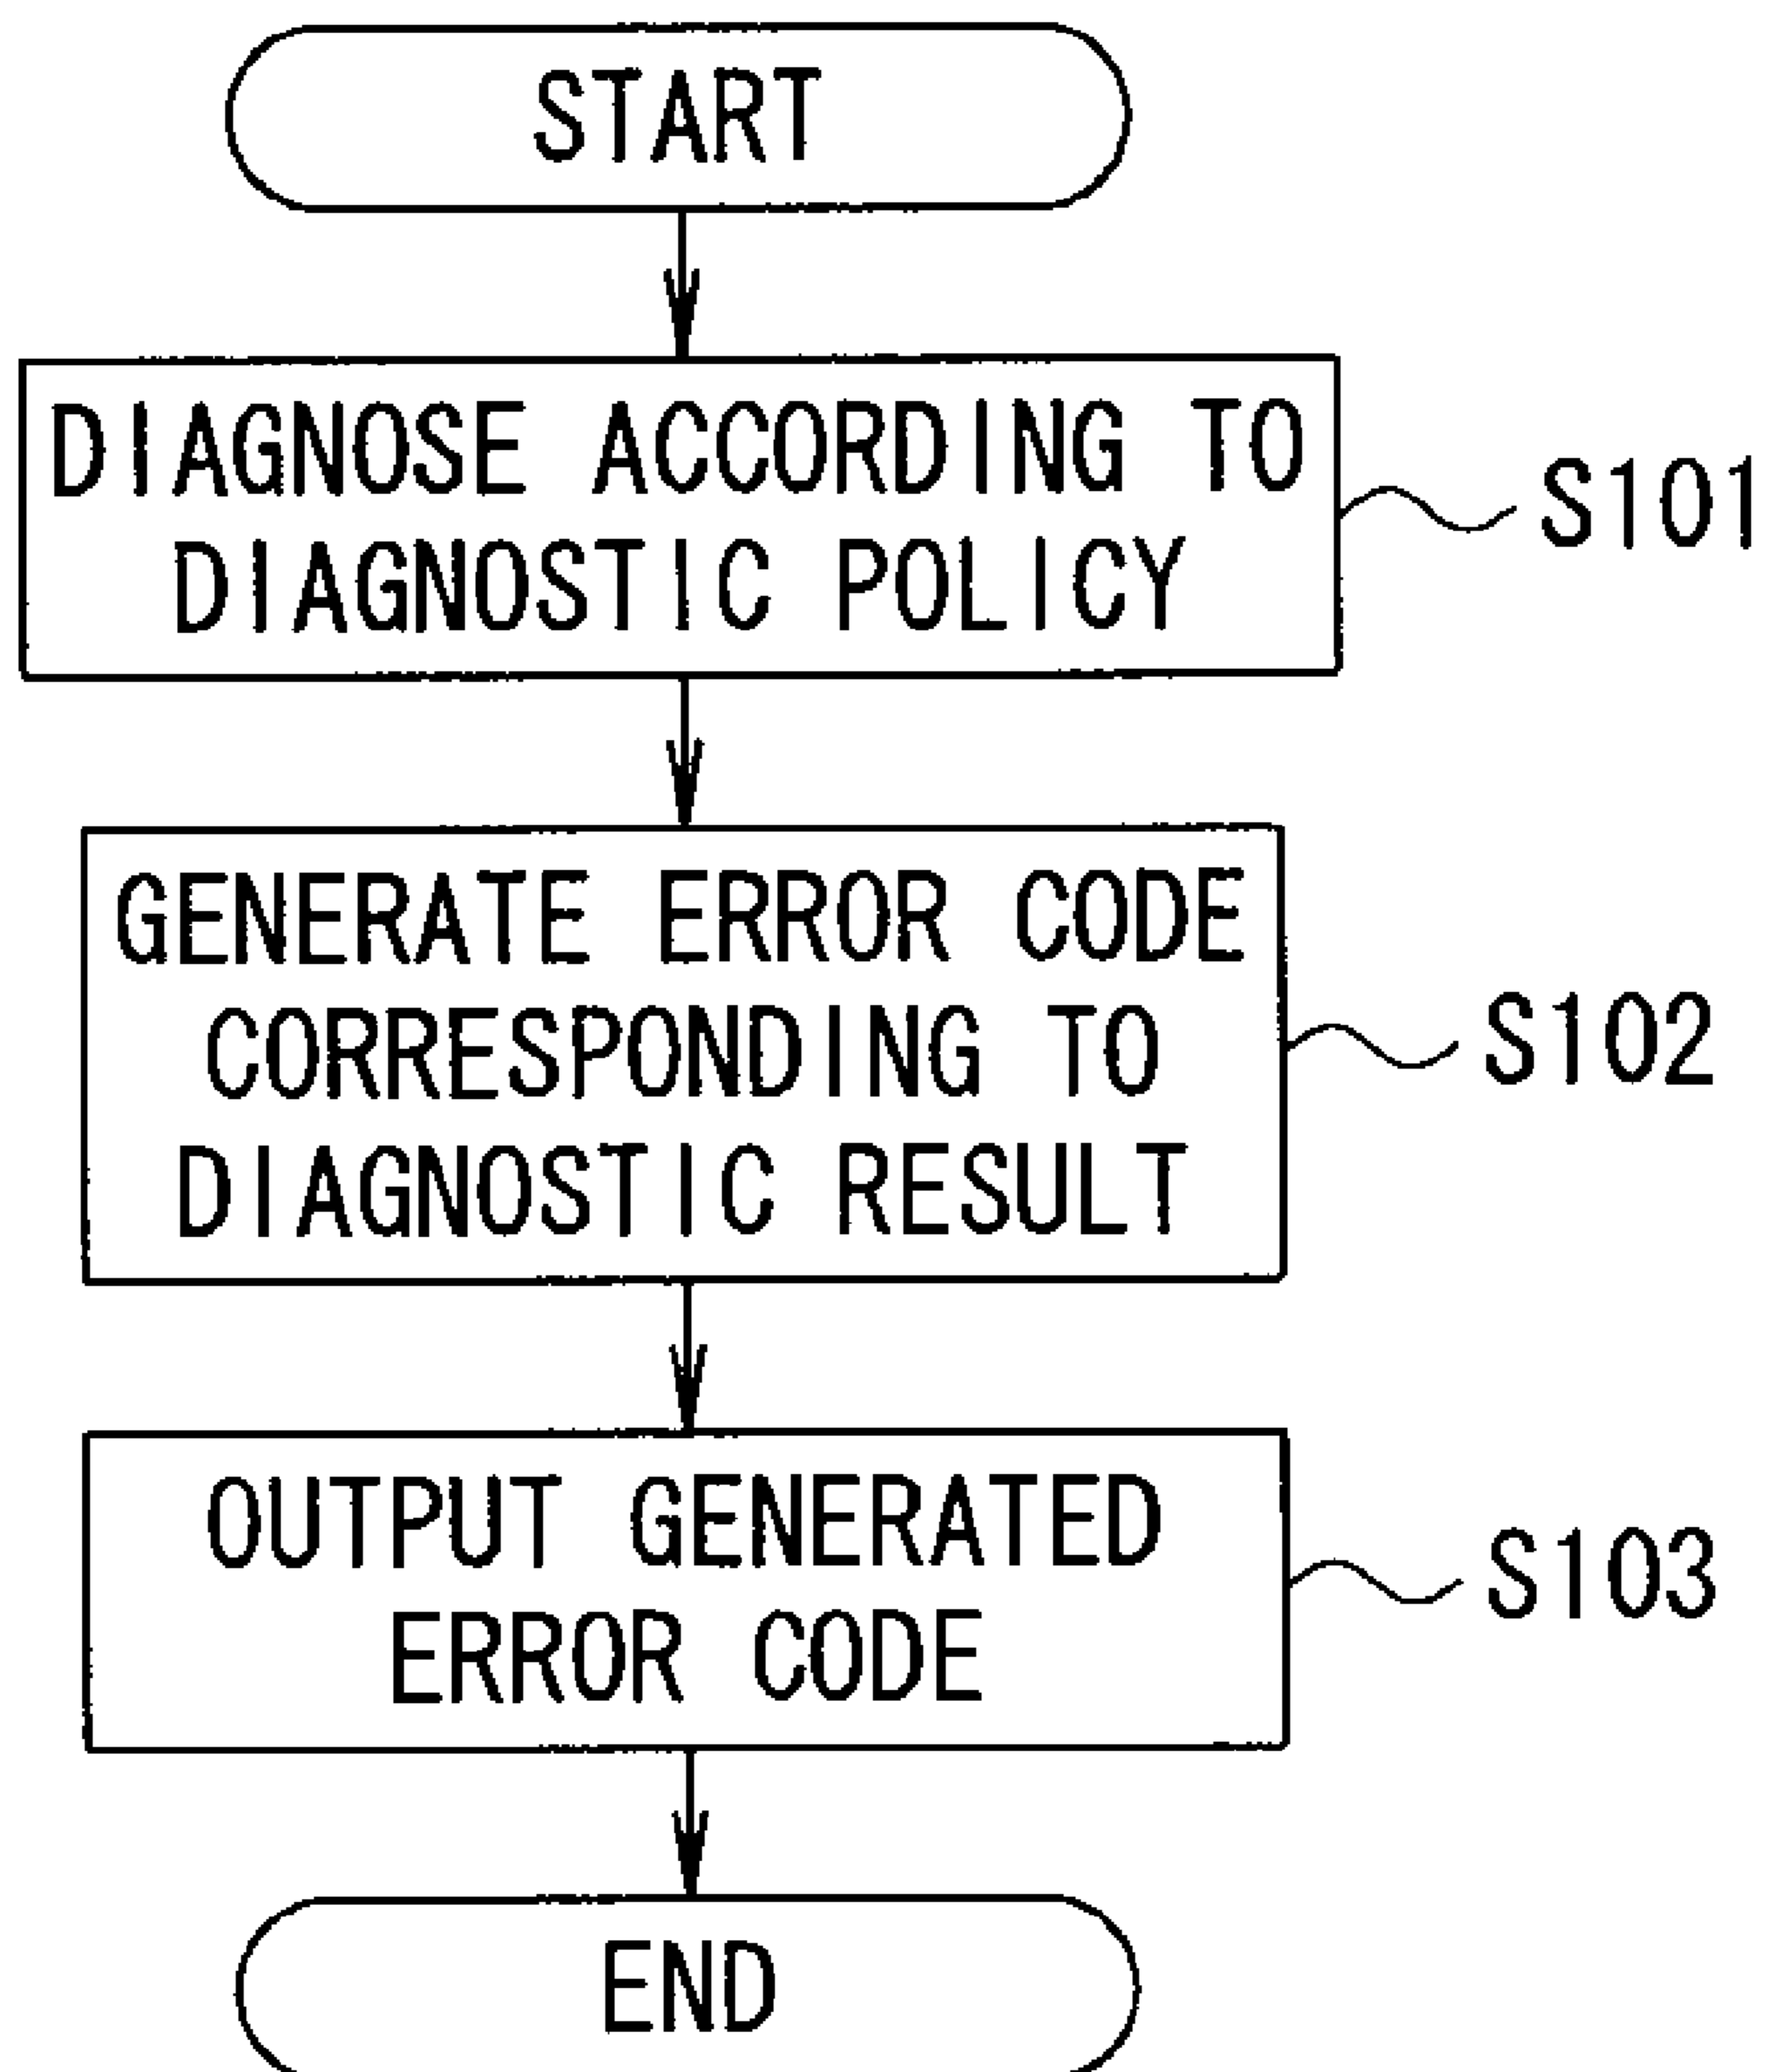 START
DIAGNOSE ACCORDING TO
DIAGNOSTIC POLICY
S101
GENERATE ERROR CODE
CORRESPONDING TO
DIAGNOSTIC RESULT
S102
OUTPUT GENERATED
ERROR CODE
S103
END